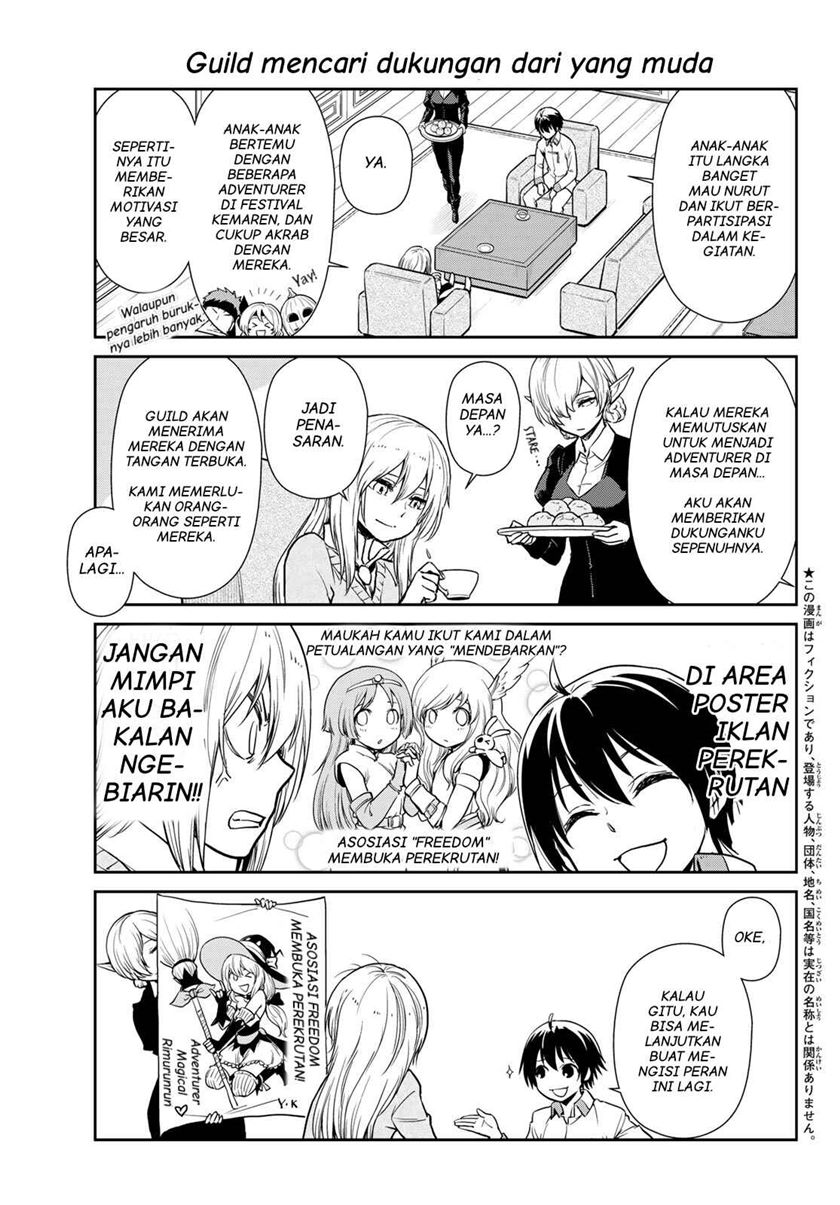 Guild mencari dukungan dari yang muda
ANAK-ANAK
ITU LANGKA
BANGET
MAU NURUT
DAN IKUT BER-
PARTISIPASI
DALAM KE-
GIATAN.
YA.
ANAK-ANAK
BERTEMU
DENGAN
BEBERAPA
ADVENTURER
DI FESTIVAL
KEMAREN, DAN
CUKUP AKRAB
DENGAN
MEREKA.
SEPERTI-
NYA ITU
MEMBE-
RIKAN
MOTIVASI
YANG
BESAR.
Yay!
Walaupun
pengaruh buruk-
nya lebih banyak.
KALAU MEREKA
MEMUTUSKAN
UNTUK MENJADI
ADVENTURER DI
MASA DEPAN...
AKU AKAN
MEMBERIKAN
DUKUNGANKU
SEPENUHNYA.
STARE...
MASA
DEPAN
YA...?
JADI
PENA-
SARAN.
GUILD AKAN
MENERIMA
MEREKA DENGAN
TANGAN TERBUKA.
KAMI MEMERLU-
KAN ORANG-
ORANG SEPERTI
MEREKA.
APA-
LAGI...
DI AREA
POSTER
IKLAN
PEREK-
RUTAN
MAUKAH KAMU IKUT KAMI DALAM
PETUALANGAN YANG "MENDEBARKAN"?
ASOSIASI "FREEDOM"
MEMBUKA PEREKRUTAN!
JANGAN
MIMPI
AKU BA-
KALAN
NGE-
BIARIN!!
OKE,
KALAU
GITU, KAU
BISA ME-
LANJUTKAN
BUAT ME-
NGISI PERAN
INI LAGI.
ASOSIASI FREEDOM
MEMBUKA PEREKRUTAN!
Adventurer
Magical
Rimurunrun
Y·K
★この漫画はフィクションであり、登場する人物、団体、地名、国名等は実在の名称とは関係ありません。